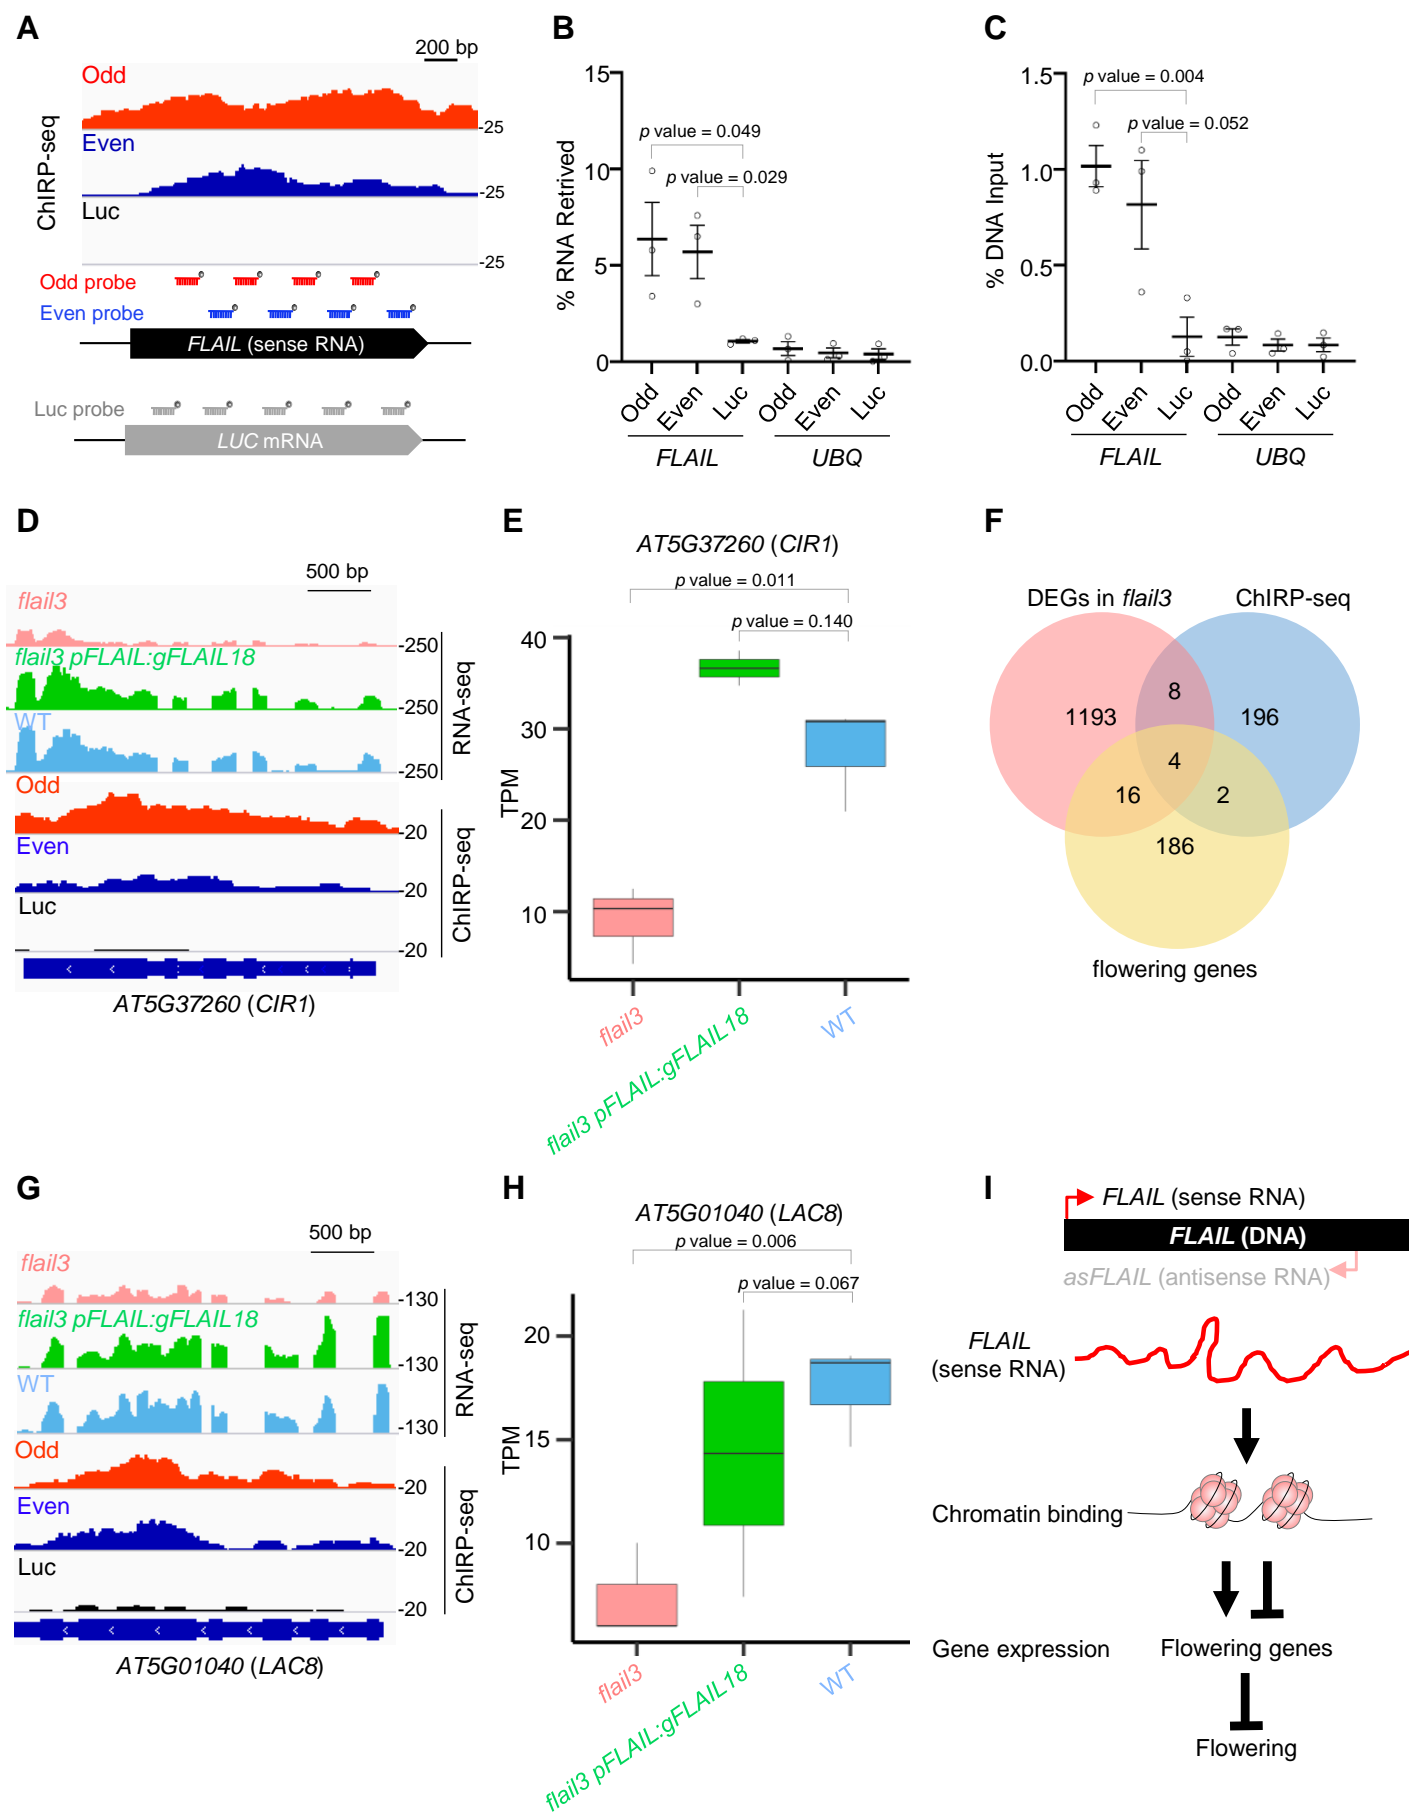 A
200 bp
ChIRP-seq
Odd
-25
Even
-25
Luc
-25
Odd probe
Even probe
FLAIL (sense RNA)
Luc probe
LUC mRNA
B
% RNA Retrived
15
10
5
0
p value = 0.049
p value = 0.029
Odd
Even
Luc
Odd
Even
Luc
FLAIL
UBQ
C
% DNA Input
1.5
1.0
0.5
0.0
p value = 0.004
p value = 0.052
Odd
Even
Luc
Odd
Even
Luc
FLAIL
UBQ
D
500 bp
flail3
-250
flail3 pFLAIL:gFLAIL18
-250
WT
-250
RNA-seq
Odd
-20
Even
-20
Luc
-20
ChIRP-seq
AT5G37260 (CIR1)
E
AT5G37260 (CIR1)
p value = 0.011
p value = 0.140
TPM
40
30
20
10
flail3
flail3 pFLAIL:gFLAIL18
WT
F
DEGs in flail3
ChIRP-seq
8
1193
196
4
16
2
186
flowering genes
G
500 bp
flail3
-130
flail3 pFLAIL:gFLAIL18
-130
WT
-130
RNA-seq
Odd
-20
Even
-20
Luc
-20
ChIRP-seq
AT5G01040 (LAC8)
H
AT5G01040 (LAC8)
p value = 0.006
p value = 0.067
TPM
20
15
10
flail3
flail3 pFLAIL:gFLAIL18
WT
I
FLAIL (sense RNA)
FLAIL (DNA)
asFLAIL (antisense RNA)
FLAIL
(sense RNA)
Chromatin binding
Gene expression
Flowering genes
Flowering